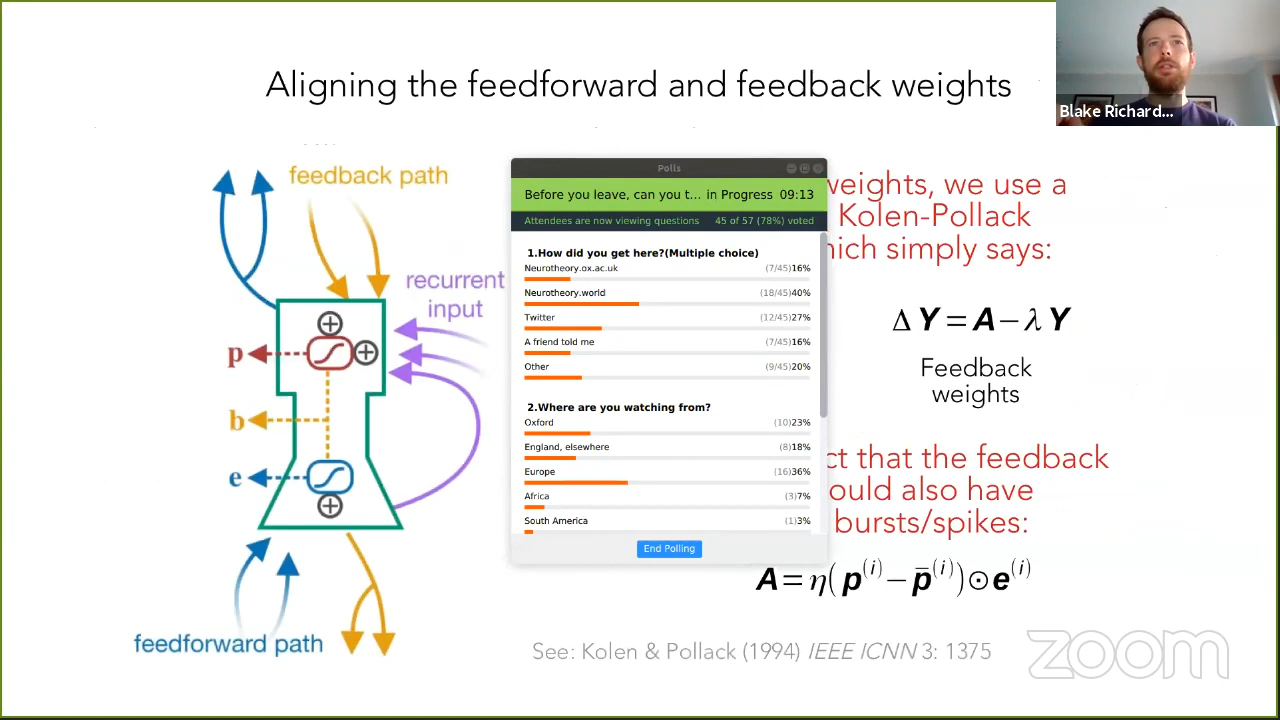 Aligning the feedforward and feedback weights
Blake Richard...
feedback path
recurrent
input
p
b
e
feedforward path
Polls
Before you leave, can you t... in Progress 09:13
Attendees are now viewing questions 45 of 57 (78%) voted
1.How did you get here?(Multiple choice)
Neurotheory.ox.ac.uk (7/45)16%
Neurotheory.world (18/45)40%
Twitter (12/45)27%
A friend told me (7/45)16%
Other (9/45)20%
2.Where are you watching from?
Oxford (10)23%
England, elsewhere (8)18%
Europe (16)36%
Africa (3)7%
South America (1)3%
End Polling
weights, we use a
Kolen-Pollack
which simply says:
Δ Y = A − λ Y
Feedback
weights
that the feedback
also have
bursts/spikes:
A = η( p^(i) − p̄^(i) ) ⊙ e^(i)
See: Kolen & Pollack (1994) IEEE ICNN 3: 1375
zoom